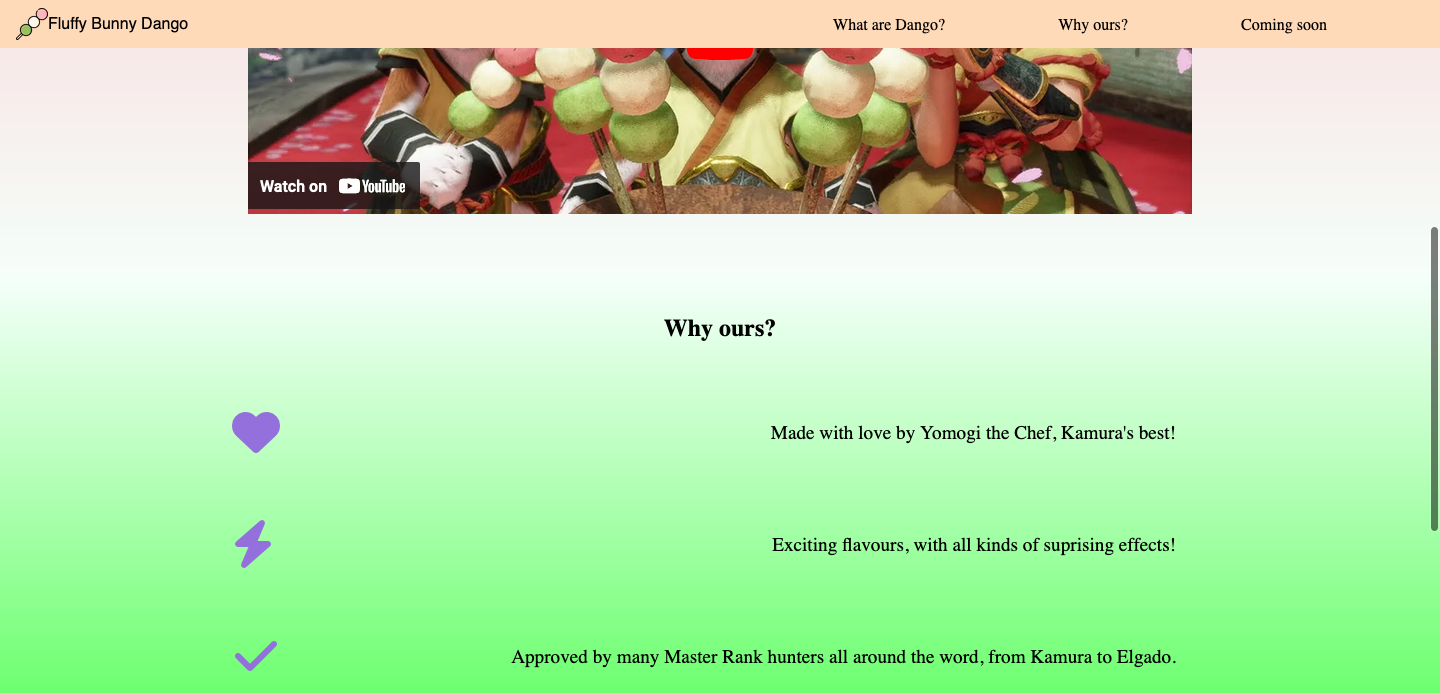 Fluffy Bunny Dango
What are Dango?
Why ours?
Coming soon
Watch on YouTube
Why ours?
Made with love by Yomogi the Chef, Kamura's best!
Exciting flavours, with all kinds of suprising effects!
Approved by many Master Rank hunters all around the word, from Kamura to Elgado.